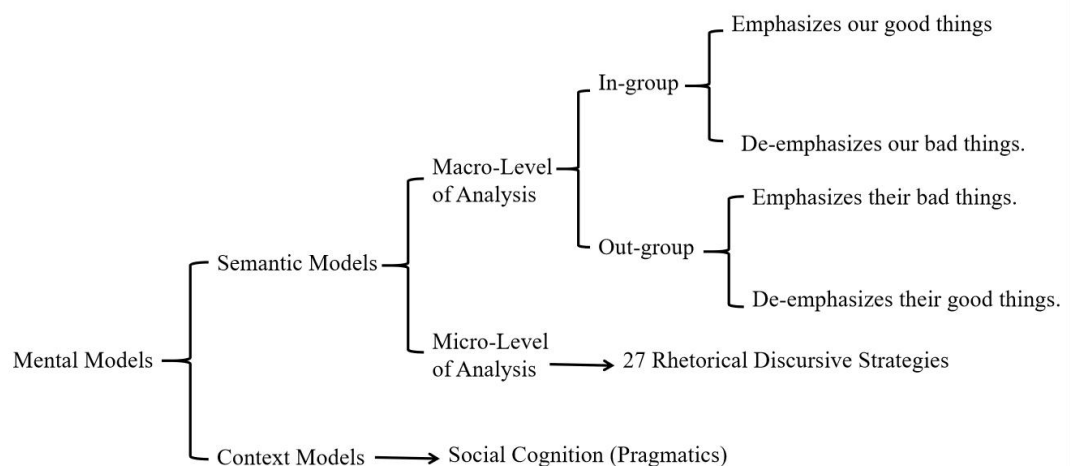 Emphasizes our good things
In-group
De-emphasizes our bad things.
Macro-Level
of Analysis
Emphasizes their bad things.
Out-group
Semantic Models
De-emphasizes their good things.
Micro-Level
of Analysis
27 Rhetorical Discursive Strategies
Mental Models
Context Models
Social Cognition (Pragmatics)